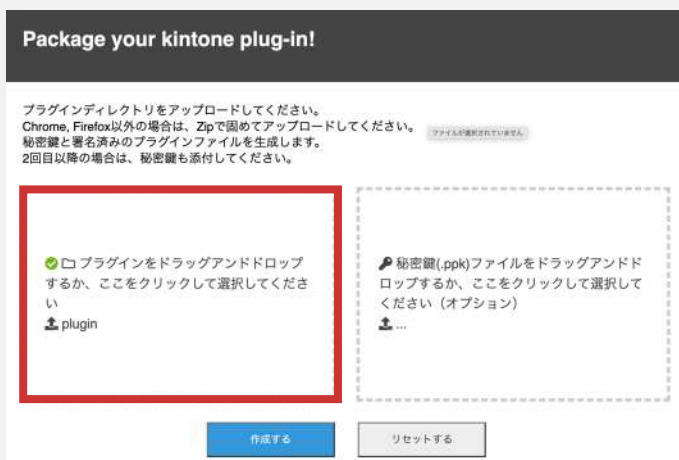 Package your kintone plug-in!
プラグインディレクトリをアップロードしてください。
Chrome, Firefox以外の場合は、Zipで固めてアップロードしてください。
ファイルが選択されていません
秘密鍵と署名済みのプラグインファイルを生成します。
2回目以降の場合は、秘密鍵も添付してください。
プラグインをドラッグアンドドロップ
するか、ここをクリックして選択してくださ
い
plugin
秘密鍵(.ppk)ファイルをドラッグアンドド
ロップするか、ここをクリックして選択して
ください（オプション）
...
作成する
リセットする